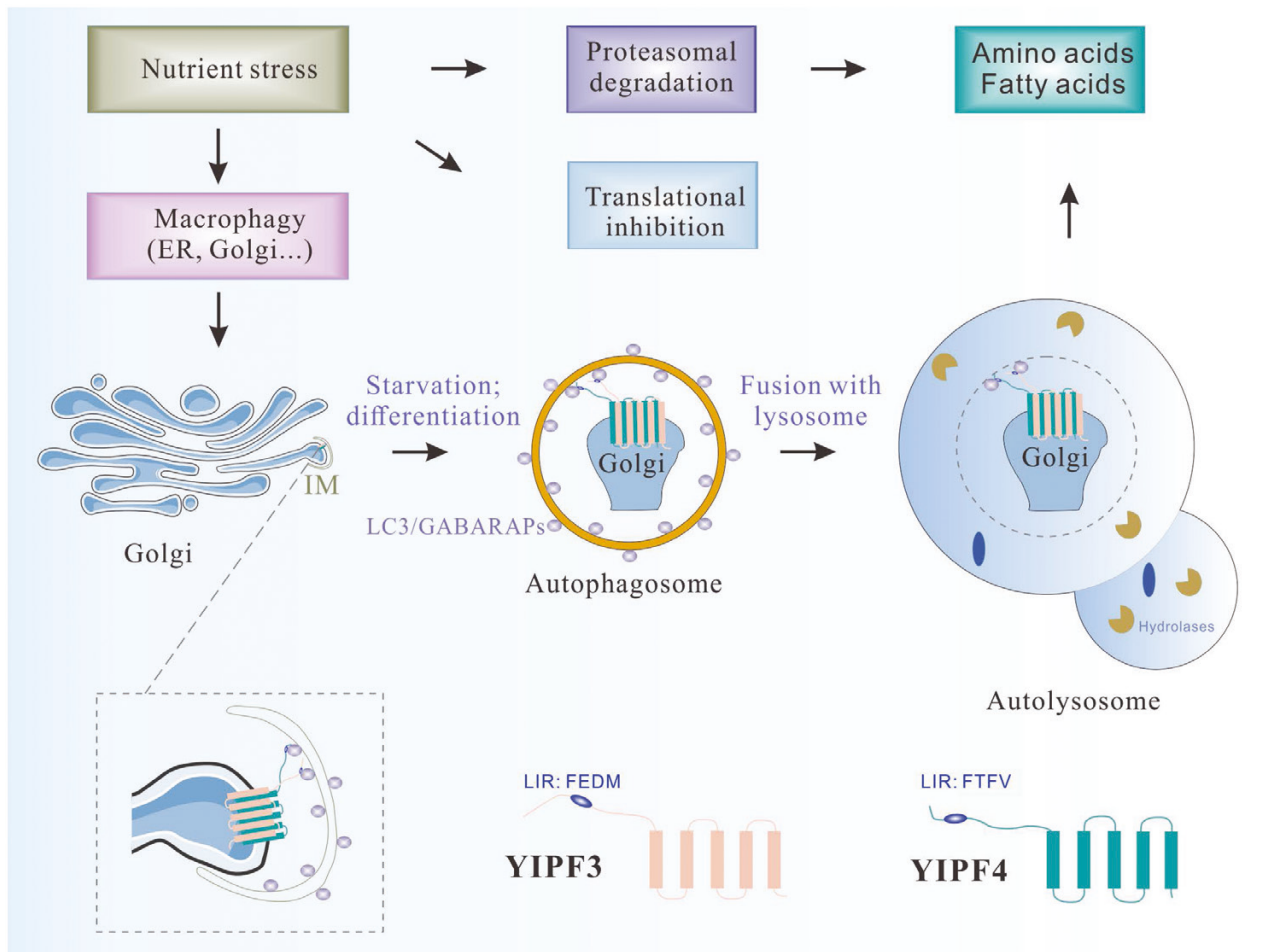 Nutrient stress
Proteasomal
degradation
Amino acids
Fatty acids
Translational
inhibition
Macrophagy
(ER, Golgi...)
Starvation;
differentiation
Fusion with
lysosome
Golgi
Golgi
IM
LC3/GABARAPs
Golgi
Autophagosome
Hydrolases
Autolysosome
LIR: FEDM
YIPF3
LIR: FTFV
YIPF4